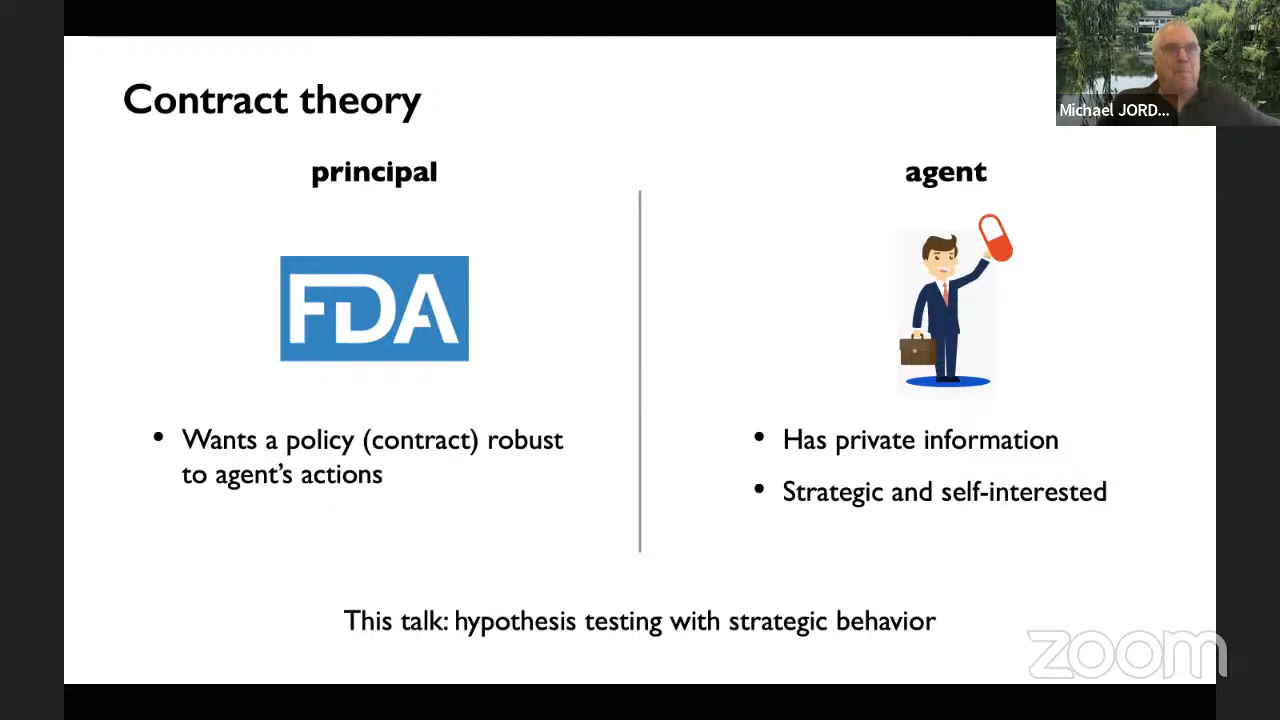 Contract theory
Michael JORD...
principal
agent
FDA
• Wants a policy (contract) robust
to agent's actions
• Has private information
• Strategic and self-interested
This talk: hypothesis testing with strategic behavior
zoom